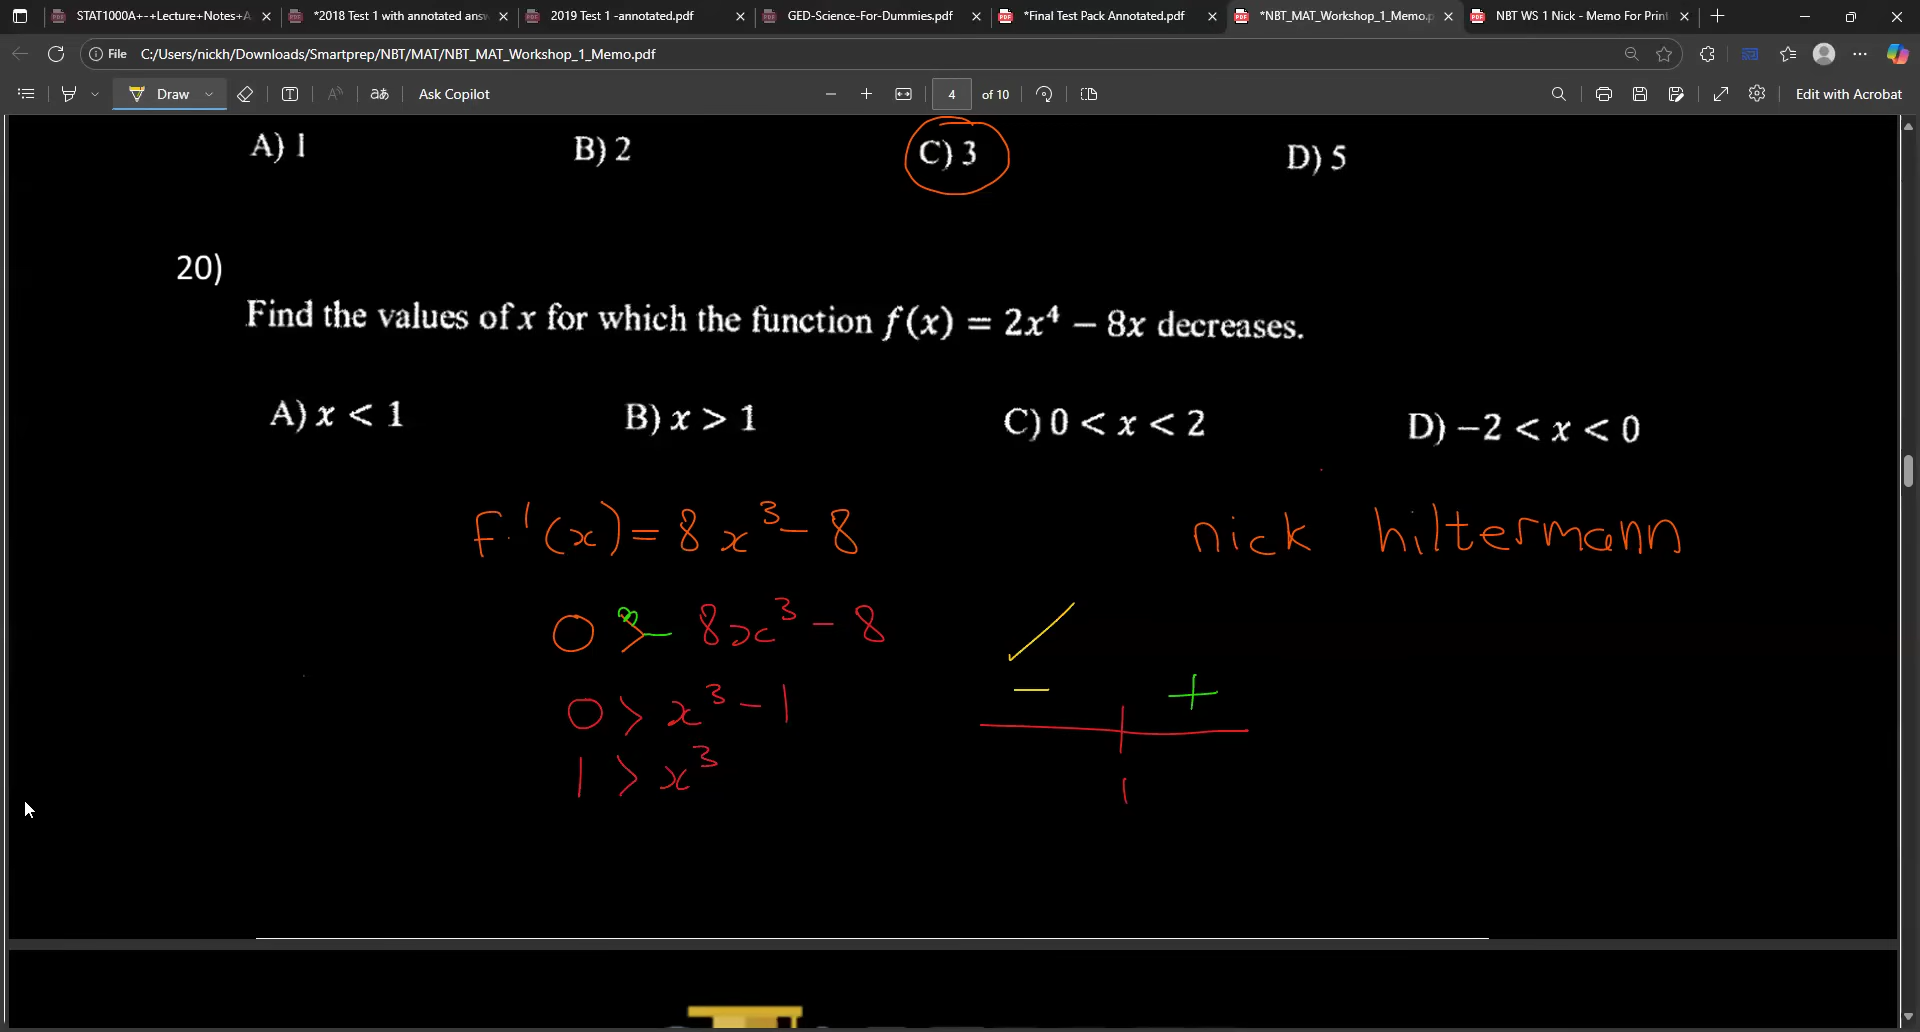 STAT1000A+-+Lecture+Notes+A
*2018 Test 1 with annotated answ
2019 Test 1 -annotated.pdf
GED-Science-For-Dummies.pdf
*Final Test Pack Annotated.pdf
*NBT_MAT_Workshop_1_Memo.p
NBT WS 1 Nick - Memo For Print
File C:/Users/nickh/Downloads/Smartprep/NBT/MAT/NBT_MAT_Workshop_1_Memo.pdf
Draw aあ Ask Copilot 4 of 10 Edit with Acrobat
A) 1 B) 2 C) 3 D) 5
20)
Find the values of x for which the function f(x) = 2x⁴ − 8x decreases.
A) x < 1 B) x > 1 C) 0 < x < 2 D) −2 < x < 0
f'(x) = 8x³ − 8 nick hiltermann
0 > 8x³ − 8
− +
0 > x³ − 1
1 > x³ 1